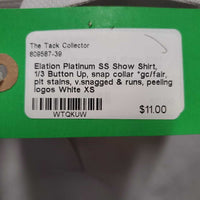 The Tack Collector
809587-39
Elation Platinum SS Show Shirt,
1/3 Button Up, snap collar *gc/fair,
pit stains, v.snagged & runs, peeling
logos White XS
$11.00
WTQKUW